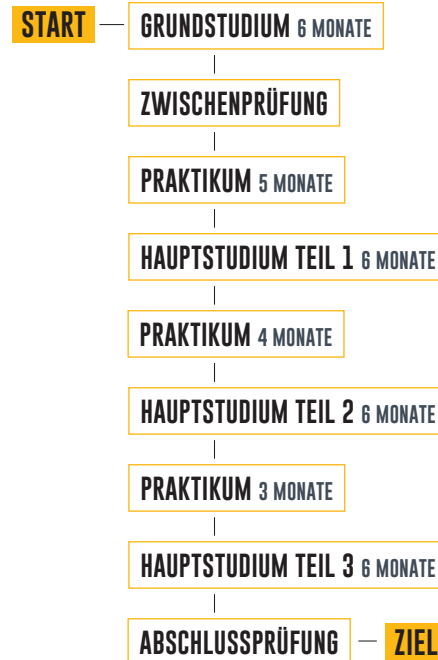 START GRUNDSTUDIUM 6 MONATE
ZWISCHENPRÜFUNG
PRAKTIKUM 5 MONATE
HAUPTSTUDIUM TEIL 1 6 MONATE
PRAKTIKUM 4 MONATE
HAUPTSTUDIUM TEIL 2 6 MONATE
PRAKTIKUM 3 MONATE
HAUPTSTUDIUM TEIL 3 6 MONATE
ABSCHLUSSPRÜFUNG ZIEL